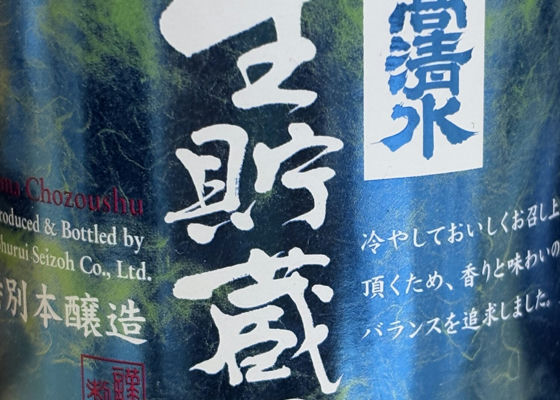 高清水
生貯蔵
冷やしておいしくお召し上
頂くため、香りと味わいの
バランスを追求しました。
Chozoushu
roduced & Bottled by
hurui Seizoh Co., Ltd.
別本醸造